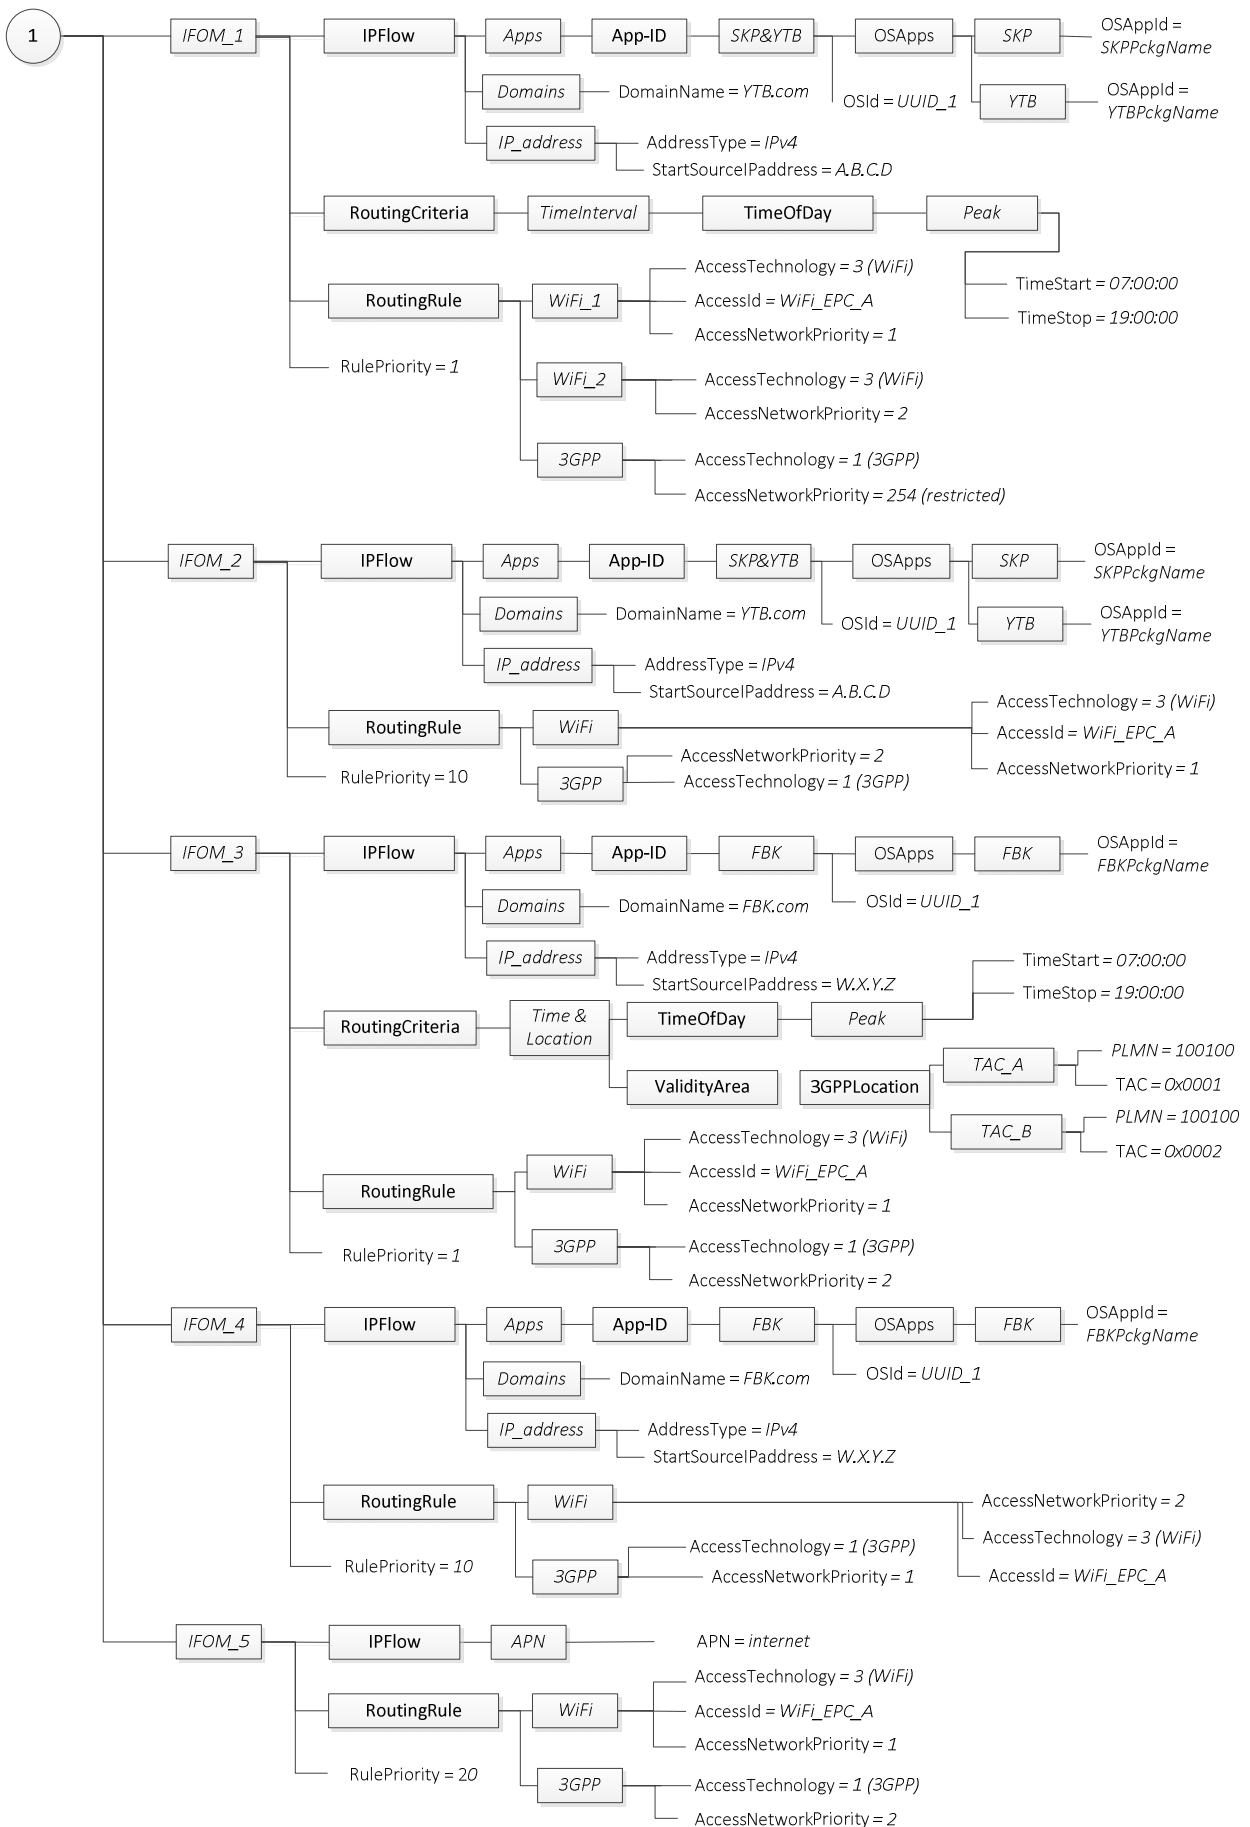 1
IFOM_1
IPFlow
Apps
App-ID
SKP&YTB
OSApps
SKP
OSAppId =
SKPPckgName
Domains
DomainName = YTB.com
OSId = UUID_1
YTB
OSAppId =
YTBPckgName
IP_address
AddressType = IPv4
StartSourceIPaddress = A.B.C.D
RoutingCriteria
TimeInterval
TimeOfDay
Peak
TimeStart = 07:00:00
TimeStop = 19:00:00
RoutingRule
WiFi_1
AccessTechnology = 3 (WiFi)
AccessId = WiFi_EPC_A
AccessNetworkPriority = 1
RulePriority = 1
WiFi_2
AccessTechnology = 3 (WiFi)
AccessNetworkPriority = 2
3GPP
AccessTechnology = 1 (3GPP)
AccessNetworkPriority = 254 (restricted)
IFOM_2
IPFlow
Apps
App-ID
SKP&YTB
OSApps
SKP
OSAppId =
SKPPckgName
Domains
DomainName = YTB.com
OSId = UUID_1
YTB
OSAppId =
YTBPckgName
IP_address
AddressType = IPv4
StartSourceIPaddress = A.B.C.D
RoutingRule
WiFi
AccessTechnology = 3 (WiFi)
AccessId = WiFi_EPC_A
AccessNetworkPriority = 1
RulePriority = 10
3GPP
AccessNetworkPriority = 2
AccessTechnology = 1 (3GPP)
IFOM_3
IPFlow
Apps
App-ID
FBK
OSApps
FBK
OSAppId =
FBKPckgName
Domains
DomainName = FBK.com
OSId = UUID_1
IP_address
AddressType = IPv4
StartSourceIPaddress = W.X.Y.Z
RoutingCriteria
Time &
Location
TimeOfDay
Peak
TimeStart = 07:00:00
TimeStop = 19:00:00
ValidityArea
3GPPLocation
TAC_A
PLMN = 100100
TAC = 0x0001
TAC_B
PLMN = 100100
TAC = 0x0002
RoutingRule
WiFi
AccessTechnology = 3 (WiFi)
AccessId = WiFi_EPC_A
AccessNetworkPriority = 1
RulePriority = 1
3GPP
AccessTechnology = 1 (3GPP)
AccessNetworkPriority = 2
IFOM_4
IPFlow
Apps
App-ID
FBK
OSApps
FBK
OSAppId =
FBKPckgName
Domains
DomainName = FBK.com
OSId = UUID_1
IP_address
AddressType = IPv4
StartSourceIPaddress = W.X.Y.Z
RoutingRule
WiFi
AccessNetworkPriority = 2
AccessTechnology = 3 (WiFi)
AccessId = WiFi_EPC_A
RulePriority = 10
3GPP
AccessTechnology = 1 (3GPP)
AccessNetworkPriority = 1
IFOM_5
IPFlow
APN
APN = internet
RoutingRule
WiFi
AccessTechnology = 3 (WiFi)
AccessId = WiFi_EPC_A
AccessNetworkPriority = 1
RulePriority = 20
3GPP
AccessTechnology = 1 (3GPP)
AccessNetworkPriority = 2